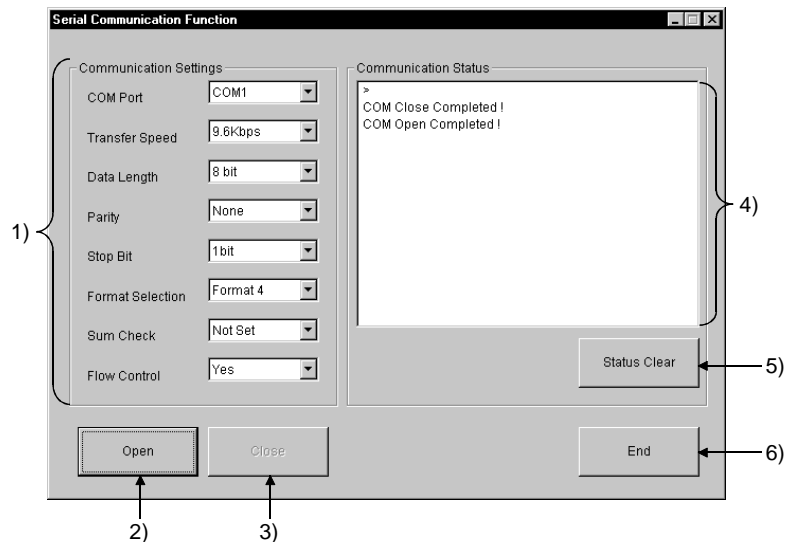 Serial Communication Function
Communication Settings
COM Port COM1
Transfer Speed 9.6Kbps
Data Length 8 bit
Parity None
Stop Bit 1bit
Format Selection Format 4
Sum Check Not Set
Flow Control Yes
1)
Communication Status
>
COM Close Completed !
COM Open Completed !
4)
Status Clear
5)
Open
Close
End
6)
2)
3)